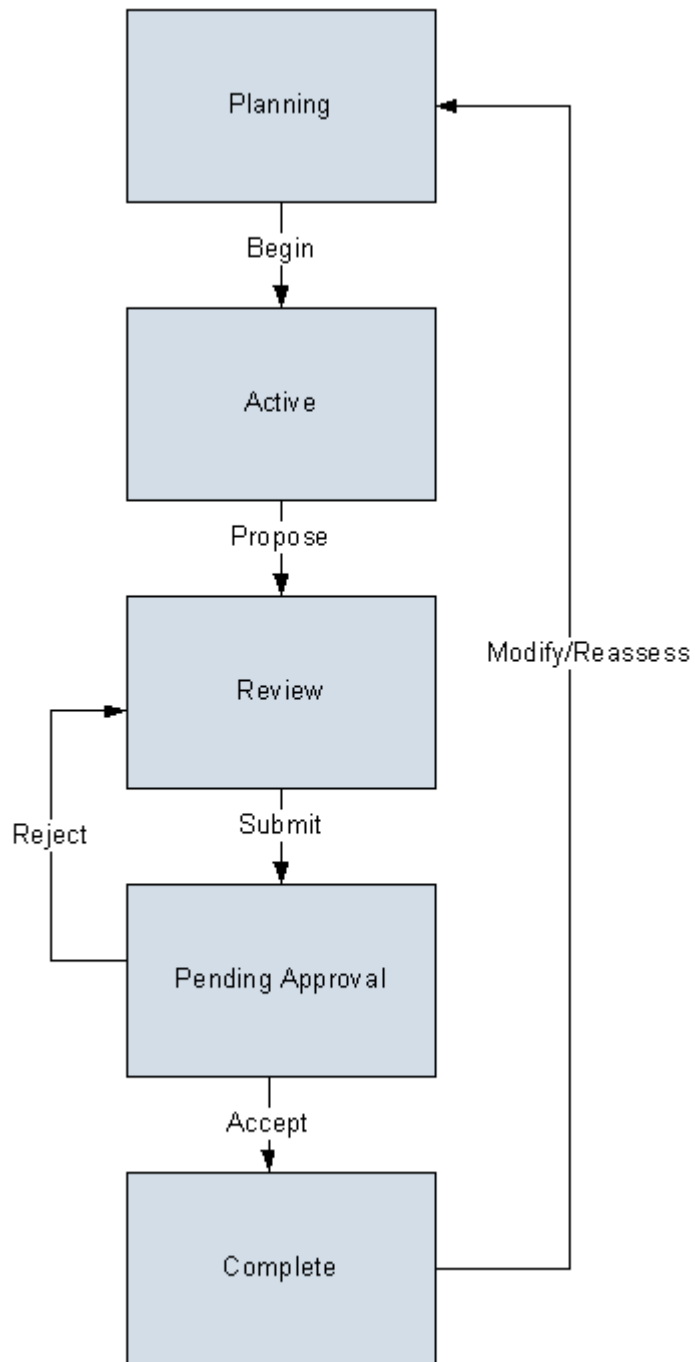 Planning
Begin
Active
Propose
Modify/Reassess
Review
Submit
Reject
Pending Approval
Accept
Complete